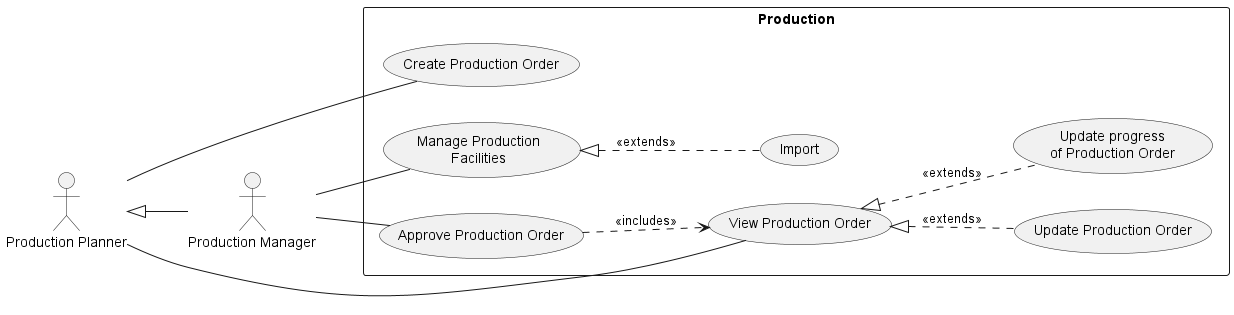 Production
Create Production Order
Manage Production
Facilities
«extends»
Import
Update progress
of Production Order
«extends»
Production Planner
Production Manager
Approve Production Order
«includes»
View Production Order
«extends»
Update Production Order